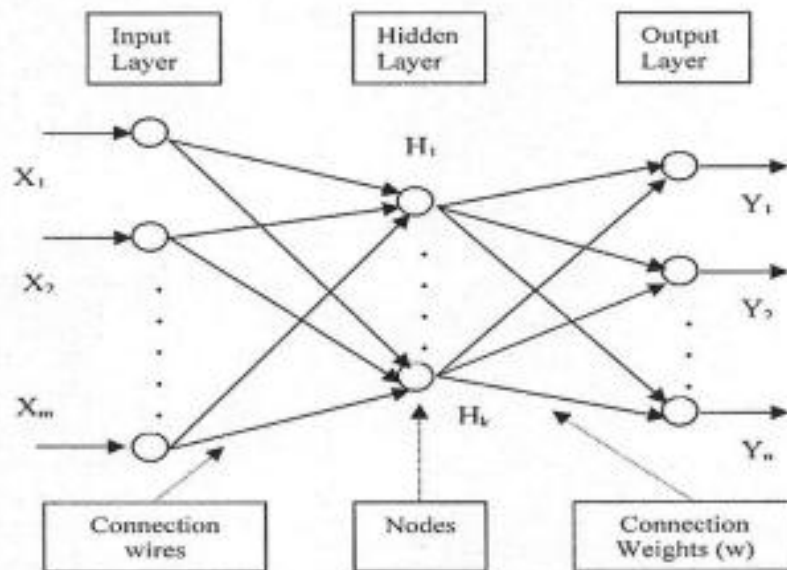 Input
Layer
Hidden
Layer
Output
Layer
H₁
X₁
Y₁
X₂
Y₂
Xₘ
Hₖ
Yₙ
Connection
wires
Nodes
Connection
Weights (w)